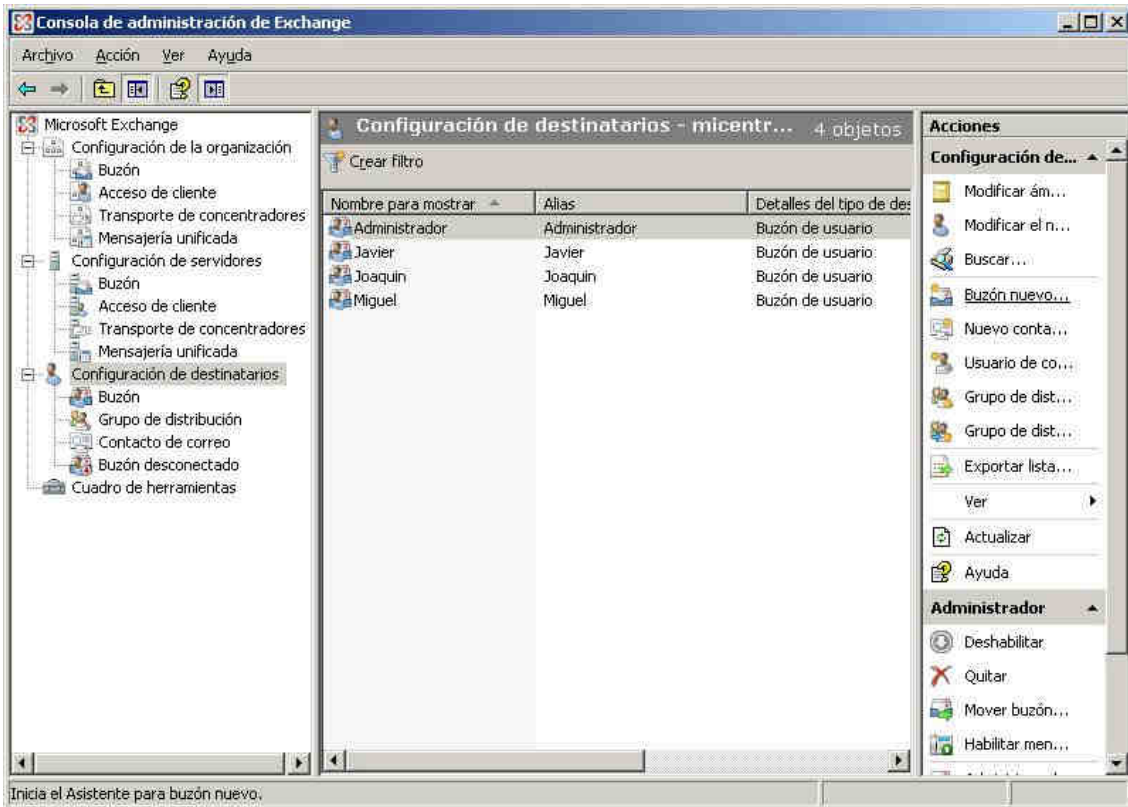 Consola de administración de Exchange
Archivo Acción Ver Ayuda
Microsoft Exchange
Configuración de la organización
Buzón
Acceso de cliente
Transporte de concentradores
Mensajería unificada
Configuración de servidores
Buzón
Acceso de cliente
Transporte de concentradores
Mensajería unificada
Configuración de destinatarios
Buzón
Grupo de distribución
Contacto de correo
Buzón desconectado
Cuadro de herramientas
Configuración de destinatarios - micentr... 4 objetos
Crear filtro
Nombre para mostrar Alias Detalles del tipo de des
Administrador Administrador Buzón de usuario
Javier Javier Buzón de usuario
Joaquin Joaquin Buzón de usuario
Miguel Miguel Buzón de usuario
Acciones
Configuración de...
Modificar ám...
Modificar el n...
Buscar...
Buzón nuevo...
Nuevo conta...
Usuario de co...
Grupo de dist...
Grupo de dist...
Exportar lista...
Ver
Actualizar
Ayuda
Administrador
Deshabilitar
Quitar
Mover buzón...
Habilitar men...
Inicia el Asistente para buzón nuevo.